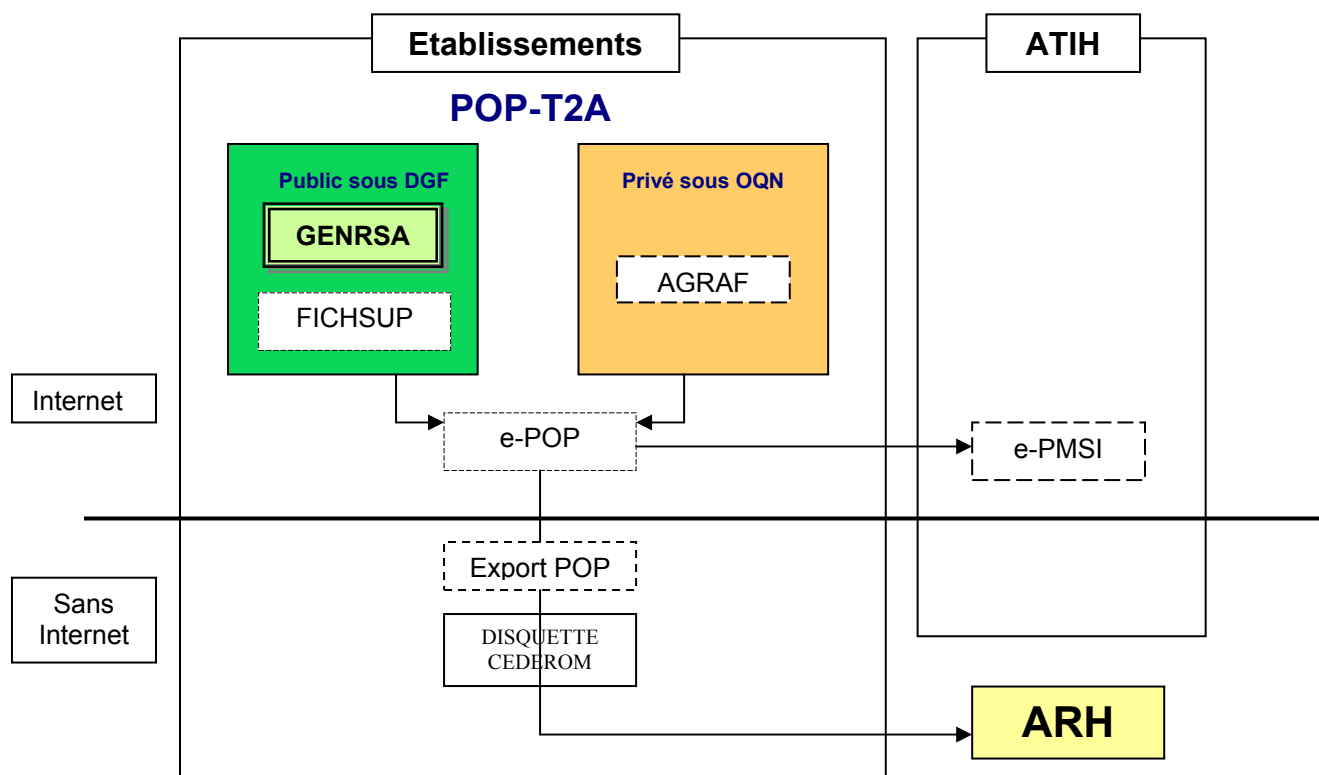 Etablissements
ATIH
POP-T2A
Public sous DGF
Privé sous OQN
GENRSA
AGRAF
FICHSUP
Internet
e-POP
e-PMSI
Export POP
Sans
Internet
DISQUETTE
CEDEROM
ARH